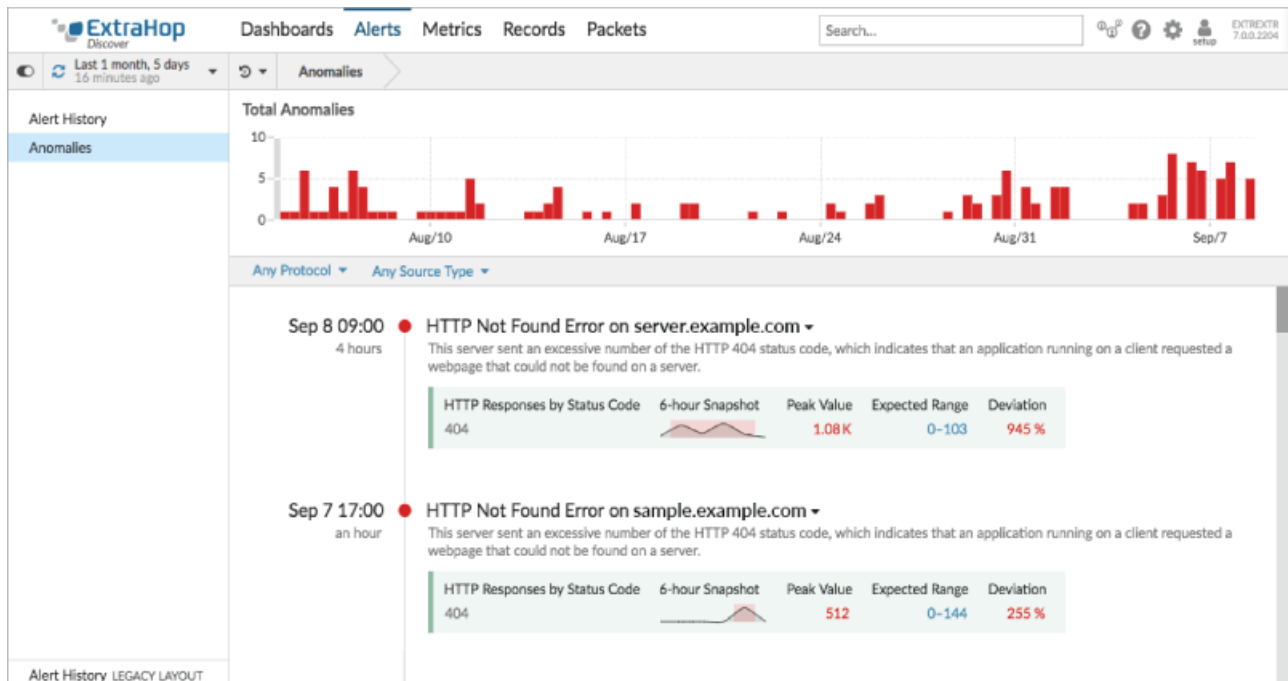 ExtraHop
Discover
Dashboards Alerts Metrics Records Packets
Search...
setup
EXTREXTR
7.0.0.2204
Last 1 month, 5 days
16 minutes ago
Anomalies
Alert History
Anomalies
Total Anomalies
10
5
0
Aug/10 Aug/17 Aug/24 Aug/31 Sep/7
Any Protocol Any Source Type
Sep 8 09:00
4 hours
HTTP Not Found Error on server.example.com
This server sent an excessive number of the HTTP 404 status code, which indicates that an application running on a client requested a
webpage that could not be found on a server.
HTTP Responses by Status Code 6-hour Snapshot Peak Value Expected Range Deviation
404 1.08K 0-103 945 %
Sep 7 17:00
an hour
HTTP Not Found Error on sample.example.com
This server sent an excessive number of the HTTP 404 status code, which indicates that an application running on a client requested a
webpage that could not be found on a server.
HTTP Responses by Status Code 6-hour Snapshot Peak Value Expected Range Deviation
404 512 0-144 255 %
Alert History LEGACY LAYOUT